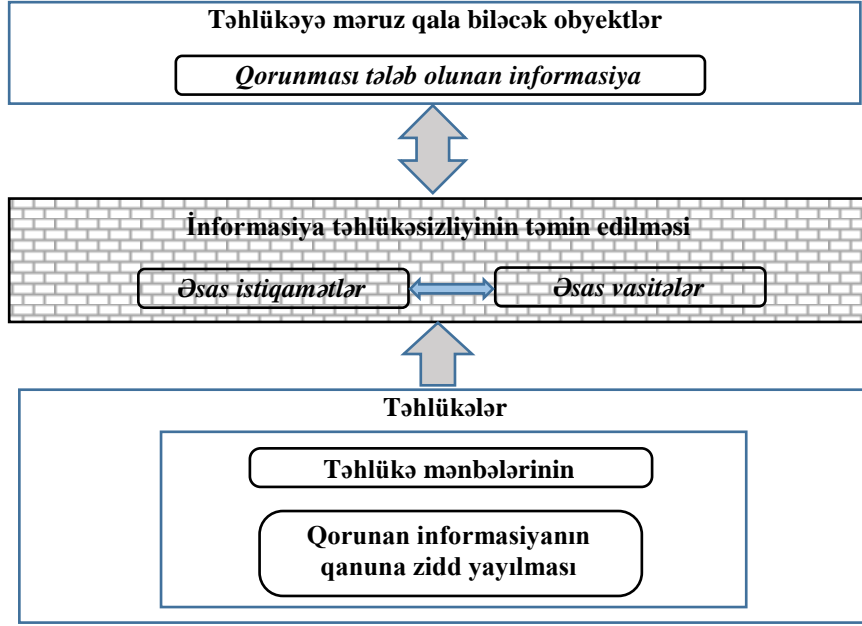 Təhlükəyə məruz qala biləcək obyektlər
Qorunması tələb olunan informasiya
İnformasiya təhlükəsizliyinin təmin edilməsi
Əsas istiqamətlər
Əsas vasitələr
Təhlükələr
Təhlükə mənbələrinin
Qorunan informasiyanın
qanuna zidd yayılması